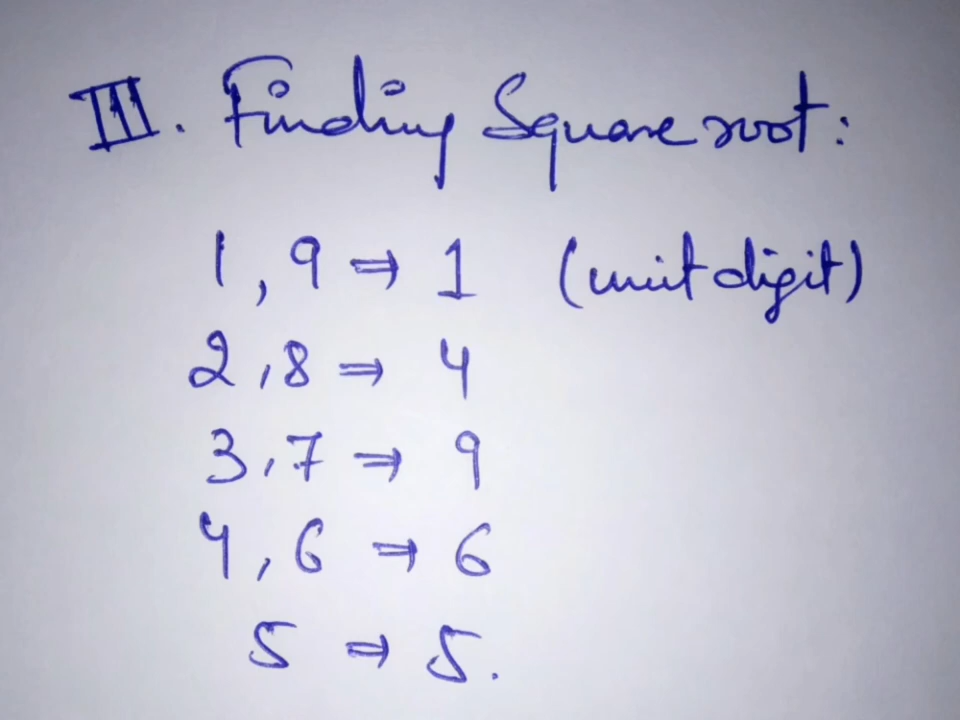 III. Finding Square root:
1, 9 ⇒ 1 (unit digit)
2, 8 ⇒ 4
3, 7 ⇒ 9
4, 6 ⇒ 6
5 ⇒ 5.